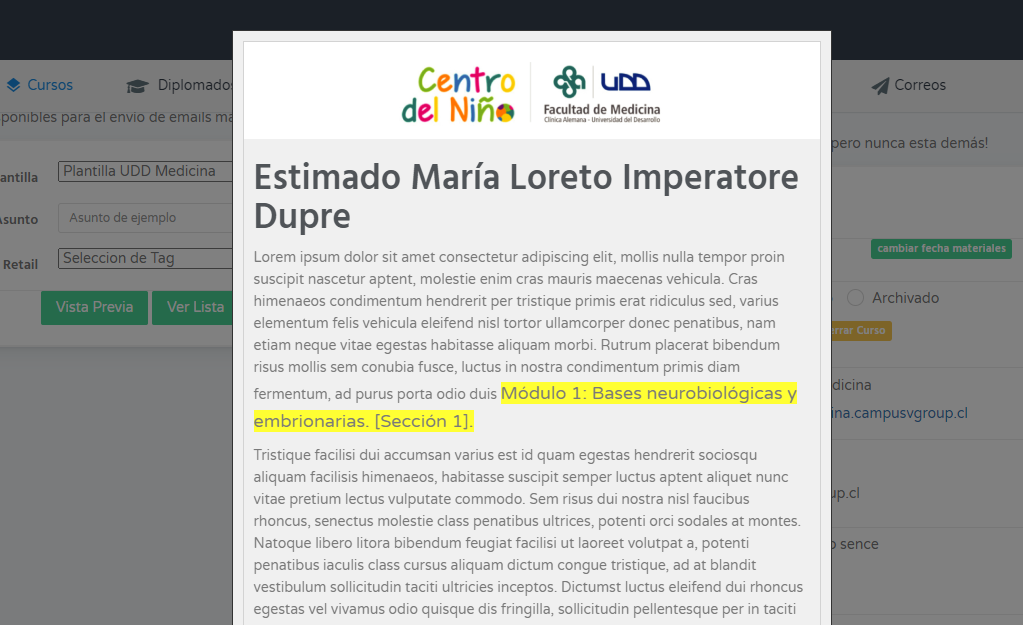 Cursos
Diplomados
Correos
ponibles para el envio de emails ma
pero nunca esta demás!
antilla
Plantilla UDD Medicina
Asunto
Asunto de ejemplo
Retail
Seleccion de Tag
Vista Previa
Ver Lista
Centro
del Niño
UDD
Facultad de Medicina
Clínica Alemana - Universidad del Desarrollo
Estimado María Loreto Imperatore
Dupre
Lorem ipsum dolor sit amet consectetur adipiscing elit, mollis nulla tempor proin
suscipit nascetur aptent, molestie enim cras mauris maecenas vehicula. Cras
himenaeos condimentum hendrerit per tristique primis erat ridiculus sed, varius
elementum felis vehicula eleifend nisl tortor ullamcorper donec penatibus, nam
etiam neque vitae egestas habitasse aliquam morbi. Rutrum placerat bibendum
risus mollis sem conubia fusce, luctus in nostra condimentum primis diam
fermentum, ad purus porta odio duis Módulo 1: Bases neurobiológicas y
embrionarias. [Sección 1].
Tristique facilisi dui accumsan varius est id quam egestas hendrerit sociosqu
aliquam facilisis himenaeos, habitasse suscipit semper luctus aptent aliquet nunc
vitae pretium lectus vulputate commodo. Sem risus dui nostra nisl faucibus
rhoncus, senectus molestie class penatibus ultrices, potenti orci sodales at montes.
Natoque libero litora bibendum feugiat facilisi ut laoreet volutpat a, potenti
penatibus iaculis class cursus aliquam dictum congue tristique, ad at blandit
vestibulum sollicitudin taciti ultricies inceptos. Dictumst luctus eleifend dui rhoncus
egestas vel vivamus odio quisque dis fringilla, sollicitudin pellentesque per in taciti
cambiar fecha materiales
Archivado
errar Curso
dicina
ina.campusvgroup.cl
up.cl
o sence